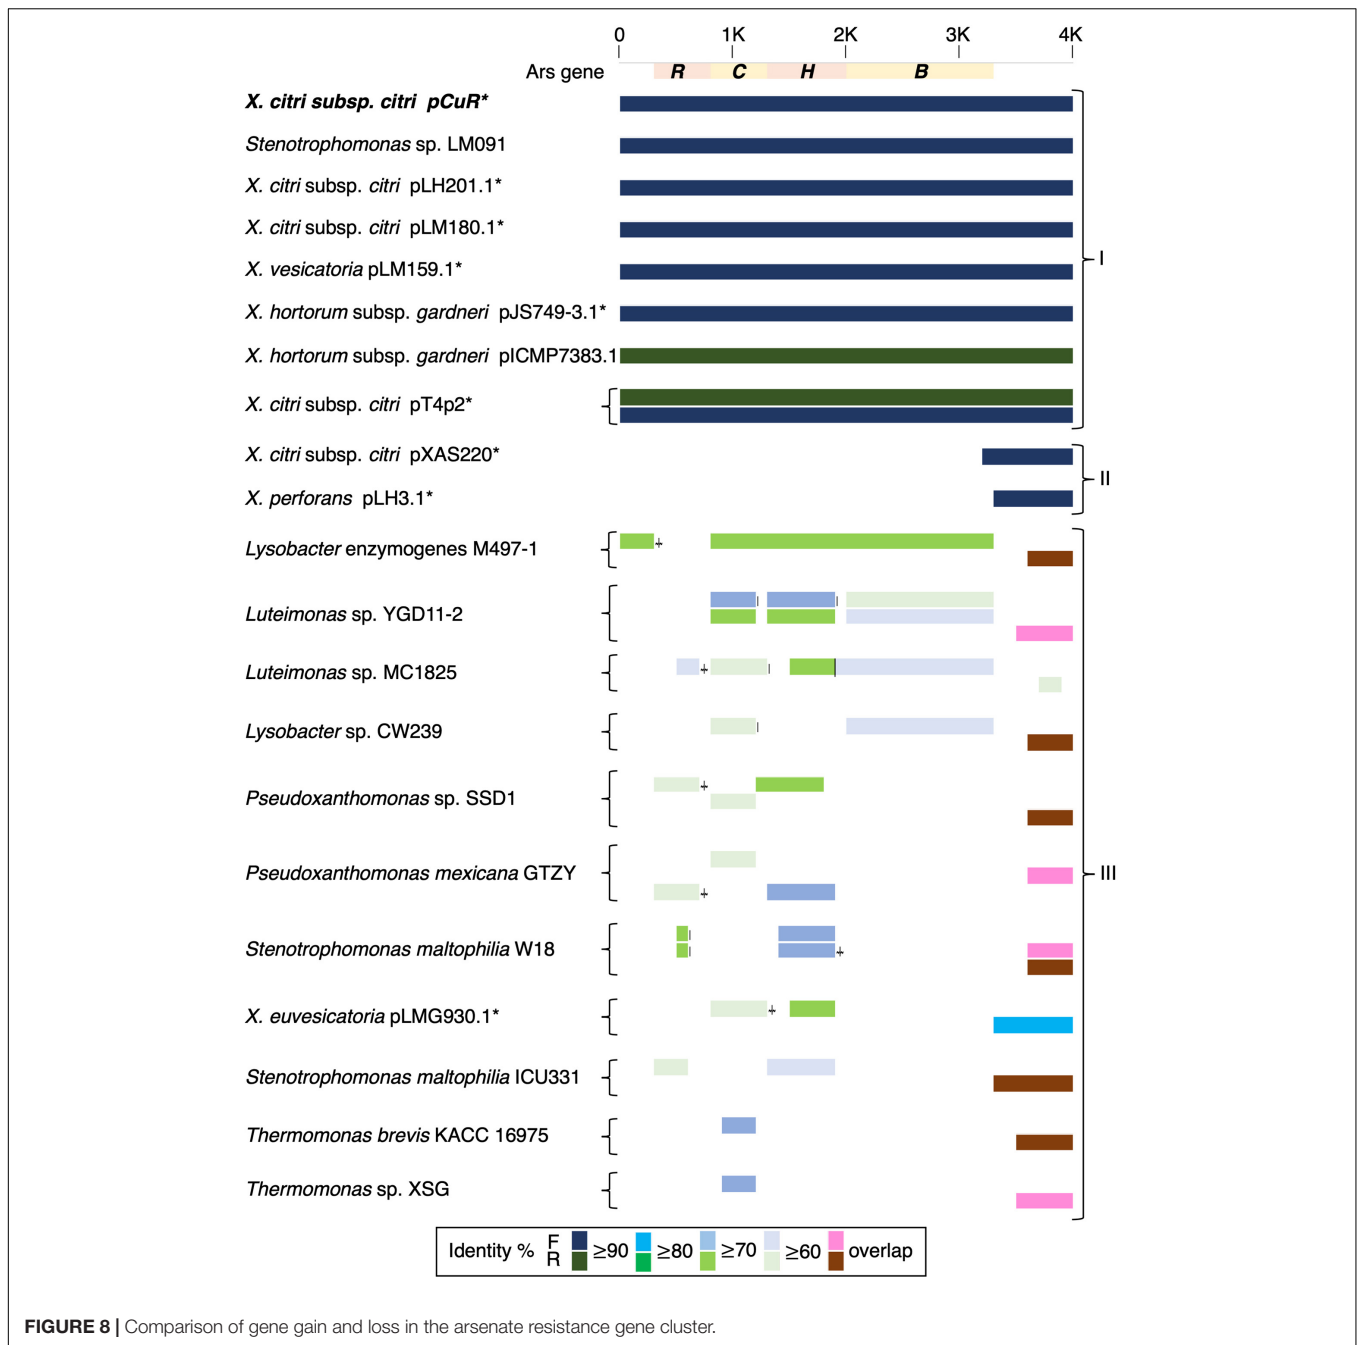 0 1K 2K 3K 4K
Ars gene R C H B
X. citri subsp. citri pCuR*
Stenotrophomonas sp. LM091
X. citri subsp. citri pLH201.1*
X. citri subsp. citri pLM180.1*
X. vesicatoria pLM159.1*
I
X. hortorum subsp. gardneri pJS749-3.1*
X. hortorum subsp. gardneri pICMP7383.1
X. citri subsp. citri pT4p2*
X. citri subsp. citri pXAS220*
II
X. perforans pLH3.1*
Lysobacter enzymogenes M497-1
Luteimonas sp. YGD11-2
Luteimonas sp. MC1825
Lysobacter sp. CW239
Pseudoxanthomonas sp. SSD1
Pseudoxanthomonas mexicana GTZY
III
Stenotrophomonas maltophilia W18
X. euvesicatoria pLMG930.1*
Stenotrophomonas maltophilia ICU331
Thermomonas brevis KACC 16975
Thermomonas sp. XSG
Identity % F R ≥90 ≥80 ≥70 ≥60 overlap
FIGURE 8 | Comparison of gene gain and loss in the arsenate resistance gene cluster.